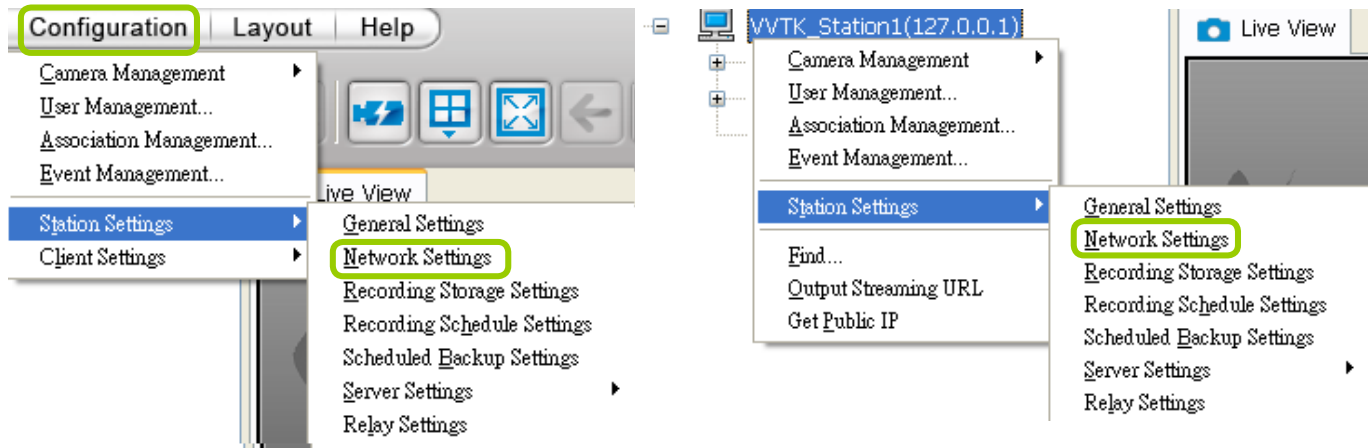 Configuration Layout Help
Camera Management
User Management...
Association Management...
Event Management...
Live View
Station Settings
Client Settings
General Settings
Network Settings
Recording Storage Settings
Recording Schedule Settings
Scheduled Backup Settings
Server Settings
Relay Settings
VVTK_Station1(127.0.0.1)
Live View
Camera Management
User Management...
Association Management...
Event Management...
Station Settings
Find...
Output Streaming URL
Get Public IP
General Settings
Network Settings
Recording Storage Settings
Recording Schedule Settings
Scheduled Backup Settings
Server Settings
Relay Settings